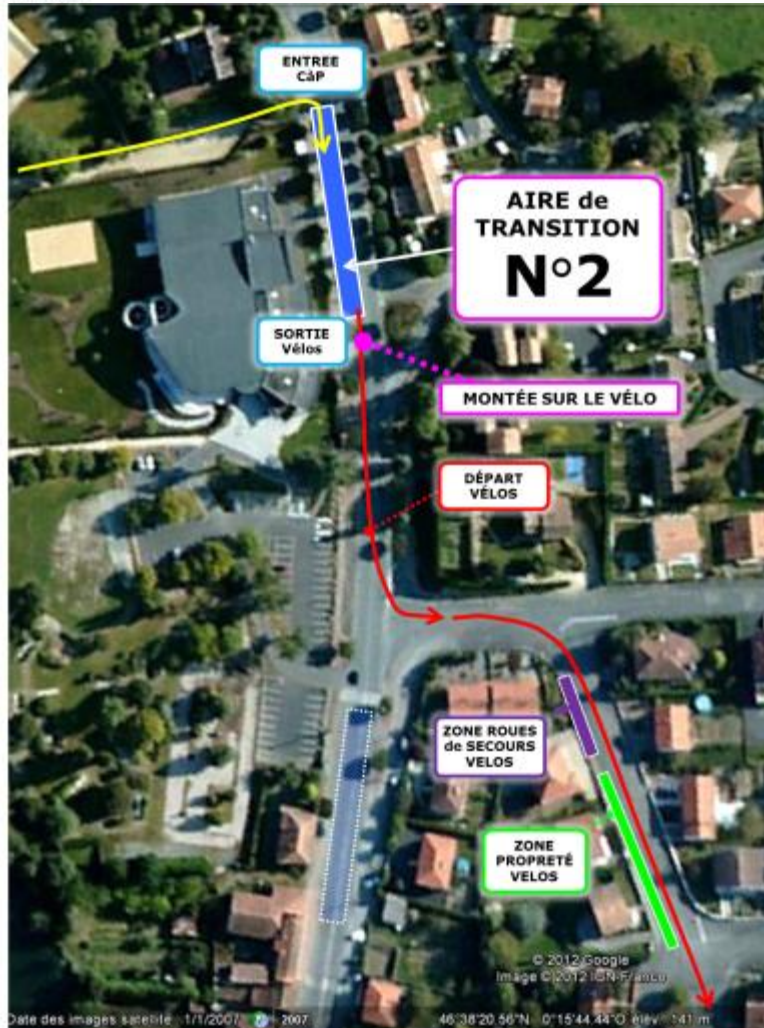 ENTREE
CàP
AIRE de
TRANSITION
N°2
SORTIE
Vélos
MONTÉE SUR LE VÉLO
DÉPART
VÉLOS
ZONE ROUES
de SECOURS
VELOS
ZONE
PROPRETÉ
VELOS
© 2012 Google
Image © 2012 IGN-France
Date des images satellite : 1/1/2007 2007 46°38'20.56"N 0°15'44.44"O élév. 141 m